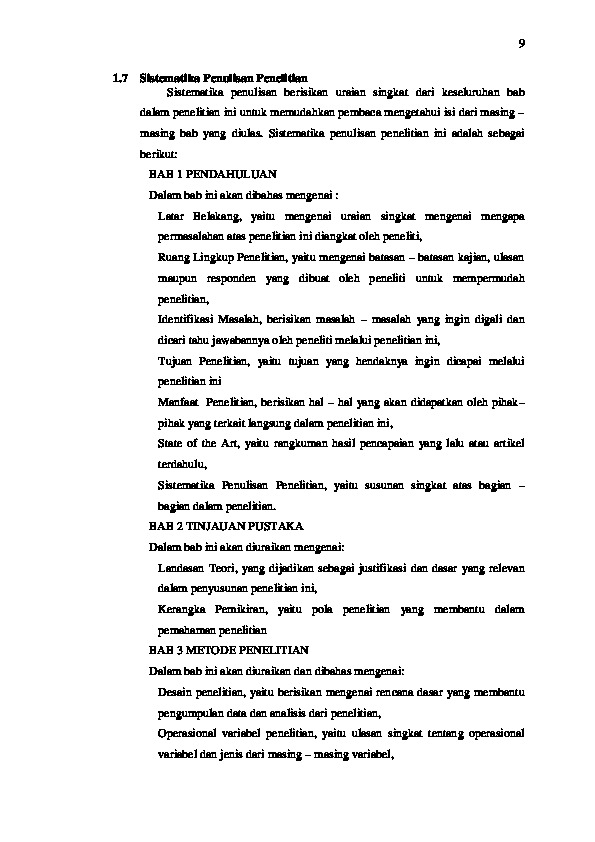 9
1.7 Sistematika Penulisan Penelitian
Sistematika penulisan berisikan uraian singkat dari keseluruhan bab
dalam penelitian ini untuk memudahkan pembaca mengetahui isi dari masing –
masing bab yang diulas. Sistematika penulisan penelitian ini adalah sebagai
berikut:
BAB 1 PENDAHULUAN
Dalam bab ini akan dibahas mengenai :
Latar Belakang, yaitu mengenai uraian singkat mengenai mengapa
permasalahan atas penelitian ini diangkat oleh peneliti,
Ruang Lingkup Penelitian, yaitu mengenai batasan – batasan kajian, ulasan
maupun responden yang dibuat oleh peneliti untuk mempermudah
penelitian,
Identifikasi Masalah, berisikan masalah – masalah yang ingin digali dan
dicari tahu jawabannya oleh peneliti melalui penelitian ini,
Tujuan Penelitian, yaitu tujuan yang hendaknya ingin dicapai melalui
penelitian ini
Manfaat Penelitian, berisikan hal – hal yang akan didapatkan oleh pihak–
pihak yang terkait langsung dalam penelitian ini,
State of the Art, yaitu rangkuman hasil pencapaian yang lalu atau artikel
terdahulu,
Sistematika Penulisan Penelitian, yaitu susunan singkat atas bagian –
bagian dalam penelitian.
BAB 2 TINJAUAN PUSTAKA
Dalam bab ini akan diuraikan mengenai:
Landasan Teori, yang dijadikan sebagai justifikasi dan dasar yang relevan
dalam penyusunan penelitian ini,
Kerangka Pemikiran, yaitu pola penelitian yang membantu dalam
pemahaman penelitian
BAB 3 METODE PENELITIAN
Dalam bab ini akan diuraikan dan dibahas mengenai:
Desain penelitian, yaitu berisikan mengenai rencana dasar yang membantu
pengumpulan data dan analisis dari penelitian,
Operasional variabel penelitian, yaitu ulasan singkat tentang operasional
variabel dan jenis dari masing – masing variabel,